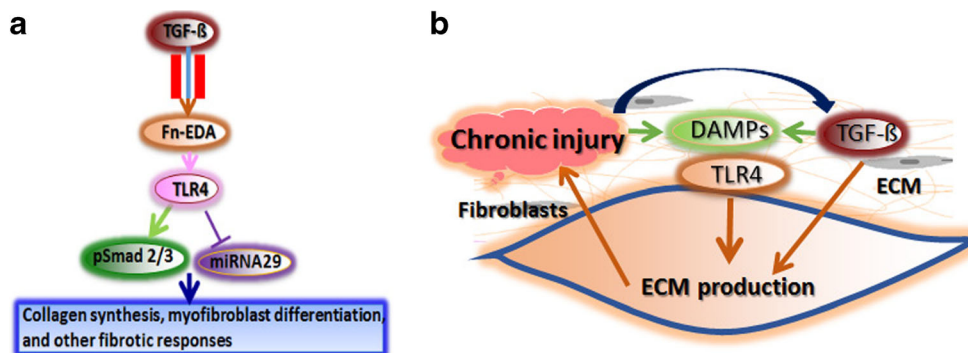 a
TGF-ß
Fn-EDA
TLR4
pSmad 2/3
miRNA29
Collagen synthesis, myofibroblast differentiation,
and other fibrotic responses
b
Chronic injury
DAMPs
TGF-ß
TLR4
ECM
Fibroblasts
ECM production